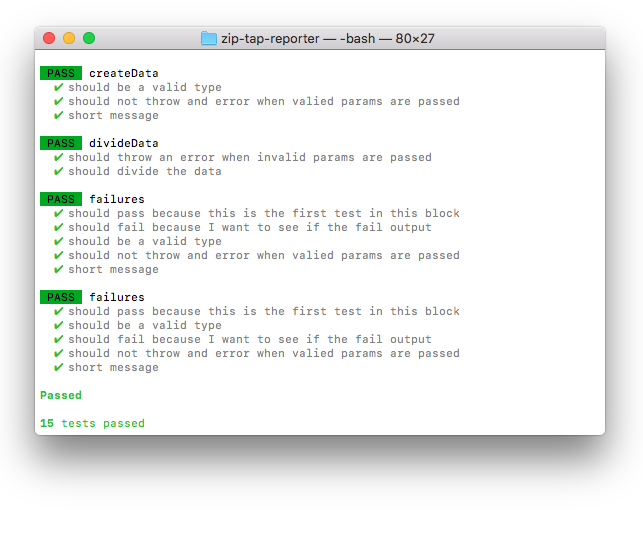 zip-tap-reporter — -bash — 80×27
PASS createData
✔ should be a valid type
✔ should not throw and error when valied params are passed
✔ short message
PASS divideData
✔ should throw an error when invalid params are passed
✔ should divide the data
PASS failures
✔ should pass because this is the first test in this block
✔ should fail because I want to see if the fail output
✔ should be a valid type
✔ should not throw and error when valied params are passed
✔ short message
PASS failures
✔ should pass because this is the first test in this block
✔ should be a valid type
✔ should fail because I want to see if the fail output
✔ should not throw and error when valied params are passed
✔ short message
Passed
15 tests passed